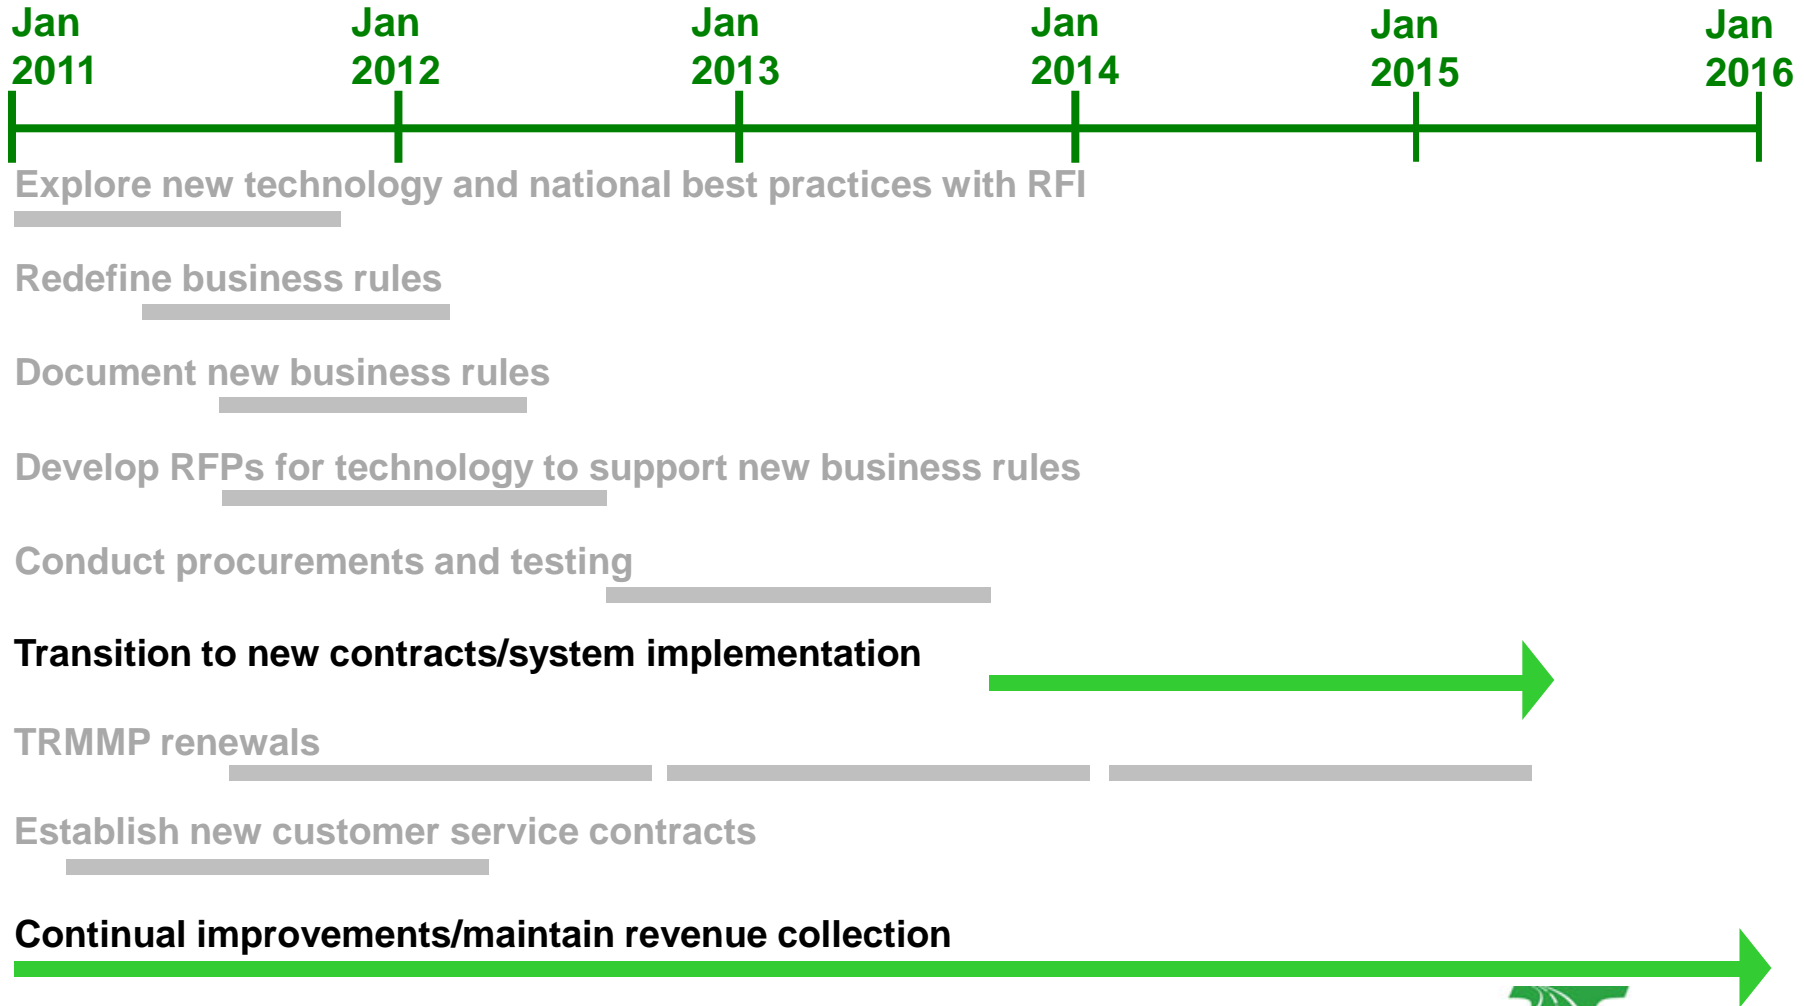 Jan Jan Jan Jan Jan Jan
2011 2012 2013 2014 2015 2016
Explore new technology and national best practices with RFI
Redefine business rules
Document new business rules
Develop RFPs for technology to support new business rules
Conduct procurements and testing
Transition to new contracts/system implementation
TRMMP renewals
Establish new customer service contracts
Continual improvements/maintain revenue collection